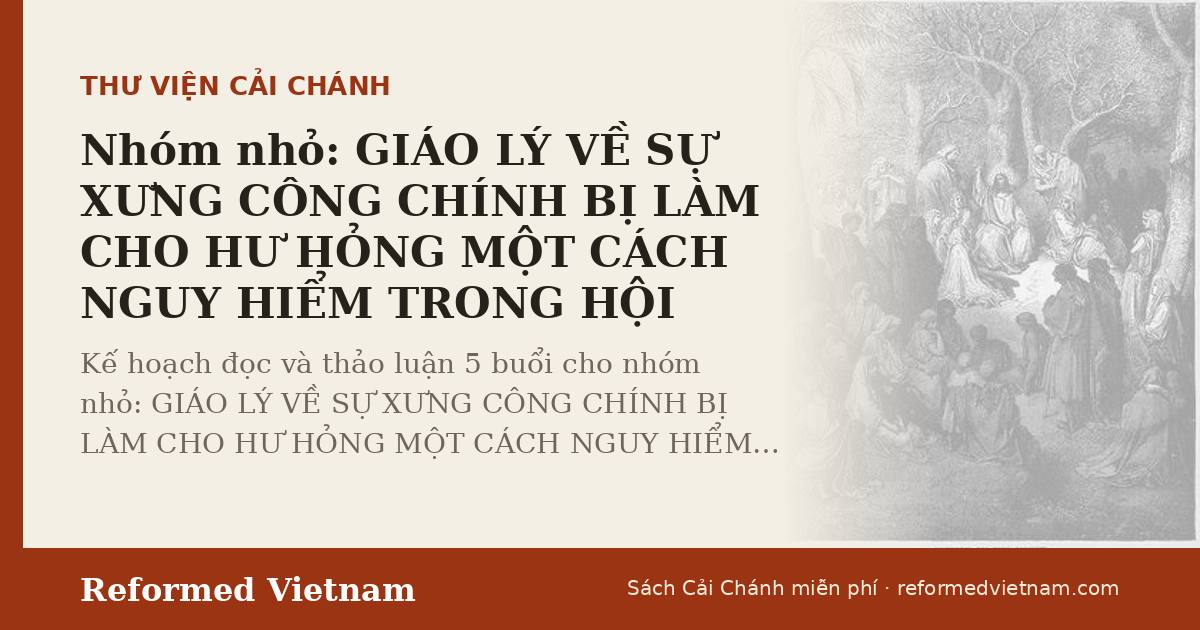 THƯ VIỆN CẢI CHÁNH
Nhóm nhỏ: GIÁO LÝ VỀ SỰ
XƯNG CÔNG CHÍNH BỊ LÀM
CHO HƯ HỎNG MỘT CÁCH
NGUY HIỂM TRONG HỘI
Kế hoạch đọc và thảo luận 5 buổi cho nhóm
nhỏ: GIÁO LÝ VỀ SỰ XƯNG CÔNG CHÍNH BỊ
LÀM CHO HƯ HỎNG MỘT CÁCH NGUY HIỂM...
Reformed Vietnam
Sách Cải Chánh miễn phí · reformedvietnam.com